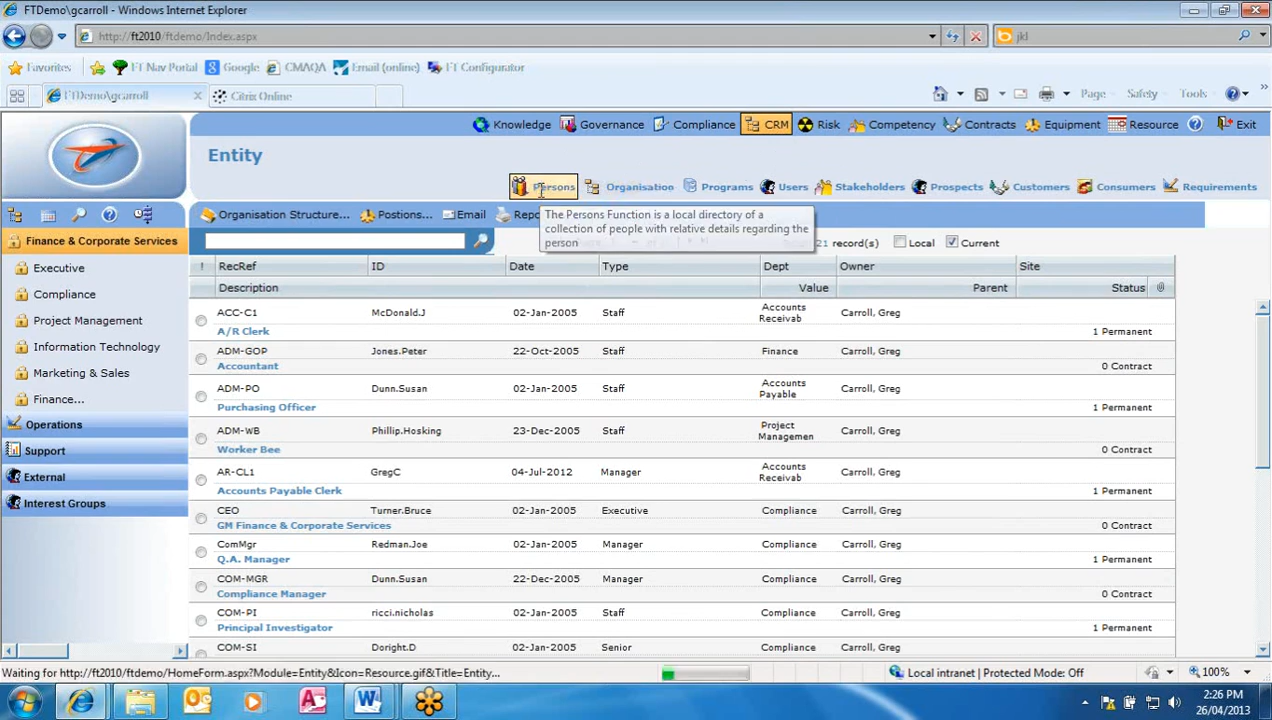 FTDemo\gcarroll - Windows Internet Explorer
http://ft2010/ftdemo/Index.aspx
jkl
Favorites FT Nav Portal Google CMAQA Email (online) FT Configurator
FTDemo\gcarroll Citrix Online Page Safety Tools
Knowledge Governance Compliance CRM Risk Competency Contracts Equipment Resource Exit
Entity
Persons Organisation Programs Users Stakeholders Prospects Customers Consumers Requirements
Organisation Structure... Postions... Email Repo
The Persons Function is a local directory of a
collection of people with relative details regarding the
person
21 record(s) Local Current
Finance & Corporate Services
Executive
Compliance
Project Management
Information Technology
Marketing & Sales
Finance...
Operations
Support
External
Interest Groups
! RecRef ID Date Type Dept Owner Site
Description Value Parent Status
ACC-C1 McDonald.J 02-Jan-2005 Staff Accounts Receivab Carroll, Greg
A/R Clerk 1 Permanent
ADM-GOP Jones.Peter 22-Oct-2005 Staff Finance Carroll, Greg
Accountant 0 Contract
ADM-PO Dunn.Susan 02-Jan-2005 Staff Accounts Payable Carroll, Greg
Purchasing Officer 1 Permanent
ADM-WB Phillip.Hosking 23-Dec-2005 Staff Project Managemen Carroll, Greg
Worker Bee 0 Contract
AR-CL1 GregC 04-Jul-2012 Manager Accounts Receivab Carroll, Greg
Accounts Payable Clerk 1 Permanent
CEO Turner.Bruce 02-Jan-2005 Executive Compliance Carroll, Greg
GM Finance & Corporate Services 0 Contract
ComMgr Redman.Joe 02-Jan-2005 Manager Compliance Carroll, Greg
Q.A. Manager 1 Permanent
COM-MGR Dunn.Susan 22-Dec-2005 Manager Compliance Carroll, Greg
Compliance Manager 0 Contract
COM-PI ricci.nicholas 02-Jan-2005 Staff Compliance Carroll, Greg
Principal Investigator 1 Permanent
COM-SI Doright.D 02-Jan-2005 Senior Compliance Carroll, Greg
Waiting for http://ft2010/ftdemo/HomeForm.aspx?Module=Entity&Icon=Resource.gif&Title=Entity...
Local intranet | Protected Mode: Off 100%
2:26 PM
26/04/2013